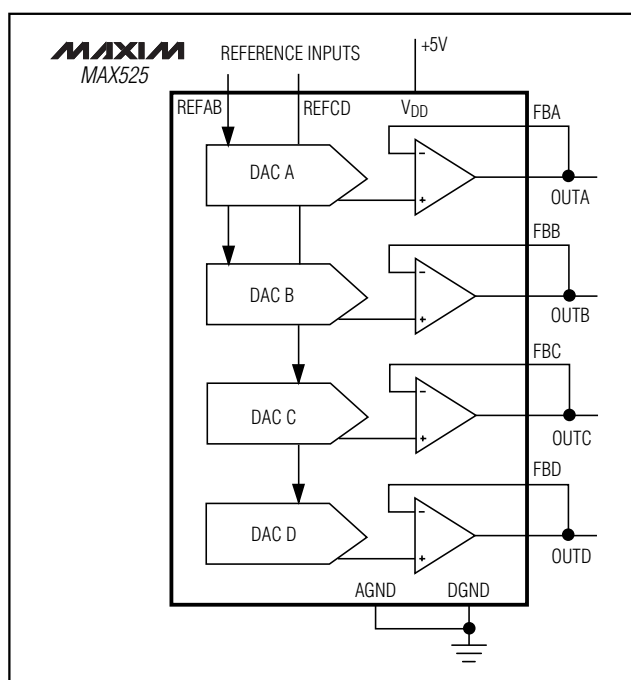 MAXIM
MAX525
REFERENCE INPUTS
+5V
REFAB
REFCD
VDD
FBA
DAC A
-
+
OUTA
FBB
DAC B
-
+
OUTB
FBC
DAC C
-
+
OUTC
FBD
DAC D
-
+
OUTD
AGND
DGND